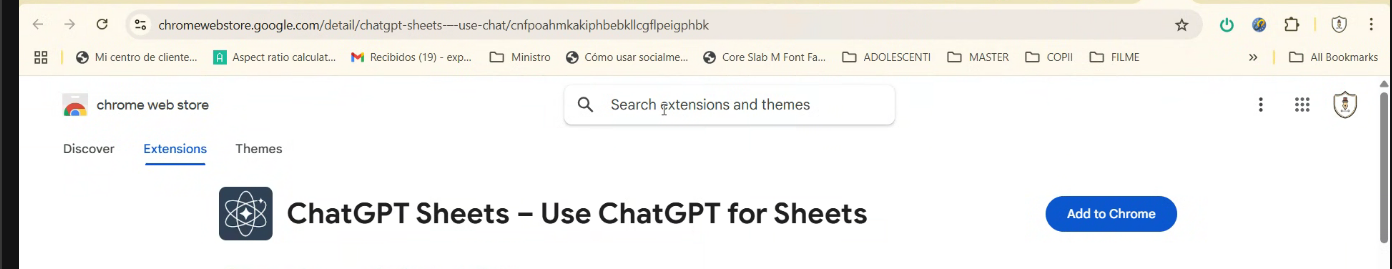 chromewebstore.google.com/detail/chatgpt-sheets-–-use-chat/cnfpoahmkakiphbebkllcgflpeigphbk
Mi centro de cliente... A Aspect ratio calculat... Recibidos (19) - exp... Ministro Cómo usar socialme... Core Slab M Font Fa... ADOLESCENTI MASTER COPII FILME » All Bookmarks
chrome web store Search extensions and themes
Discover Extensions Themes
ChatGPT Sheets – Use ChatGPT for Sheets Add to Chrome